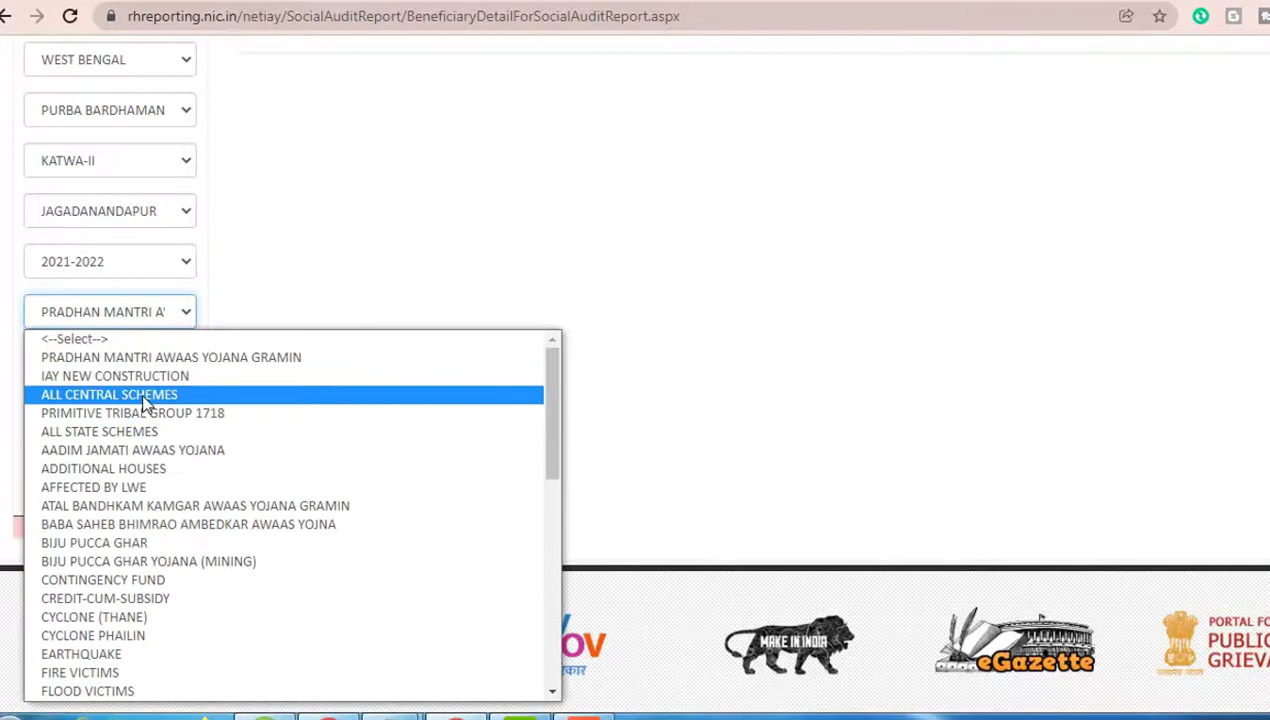 rhreporting.nic.in/netiay/SocialAuditReport/BeneficiaryDetailForSocialAuditReport.aspx
WEST BENGAL
PURBA BARDHAMAN
KATWA-II
JAGADANANDAPUR
2021-2022
PRADHAN MANTRI A
<--Select-->
PRADHAN MANTRI AWAAS YOJANA GRAMIN
IAY NEW CONSTRUCTION
ALL CENTRAL SCHEMES
PRIMITIVE TRIBAL GROUP 1718
ALL STATE SCHEMES
AADIM JAMATI AWAAS YOJANA
ADDITIONAL HOUSES
AFFECTED BY LWE
ATAL BANDHKAM KAMGAR AWAAS YOJANA GRAMIN
BABA SAHEB BHIMRAO AMBEDKAR AWAAS YOJNA
BIJU PUCCA GHAR
BIJU PUCCA GHAR YOJANA (MINING)
CONTINGENCY FUND
CREDIT-CUM-SUBSIDY
CYCLONE (THANE)
CYCLONE PHAILIN
EARTHQUAKE
FIRE VICTIMS
FLOOD VICTIMS
ov
कार
MAKE IN INDIA
eGazette
PORTAL FO
PUBLIC
GRIEVA